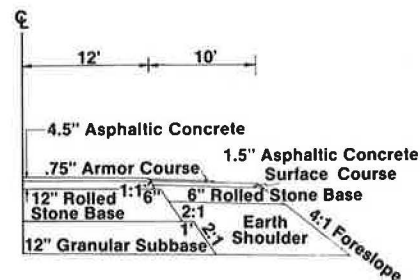 ℄
12' 10'
4.5" Asphaltic Concrete
1.5" Asphaltic Concrete
Surface Course
.75" Armor Course
1:1 6"
6" Rolled Stone Base
12" Rolled
Stone Base
2:1
1'
2:1
Earth
Shoulder
4:1 Foreslope
12" Granular Subbase